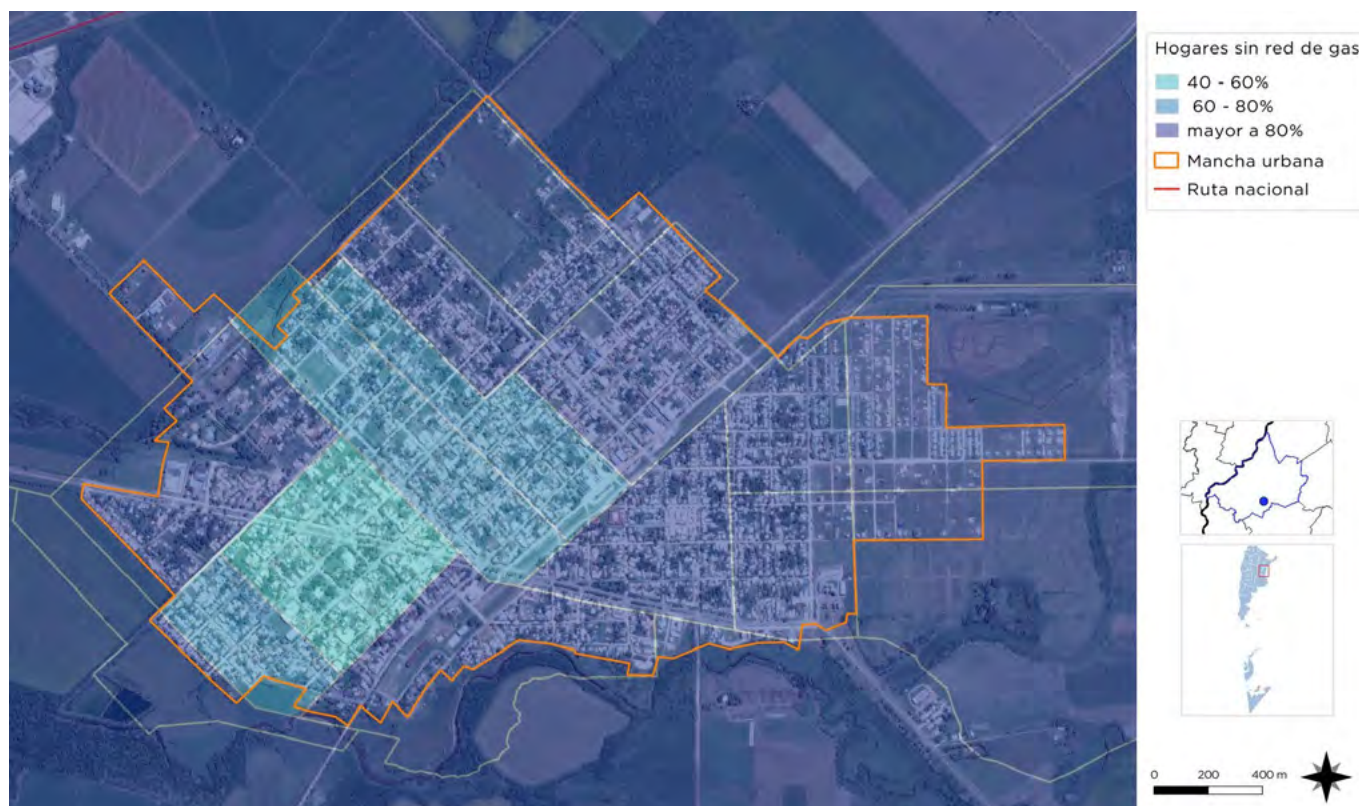 Hogares sin red de gas
40 - 60%
60 - 80%
mayor a 80%
Mancha urbana
Ruta nacional
0 200 400 m